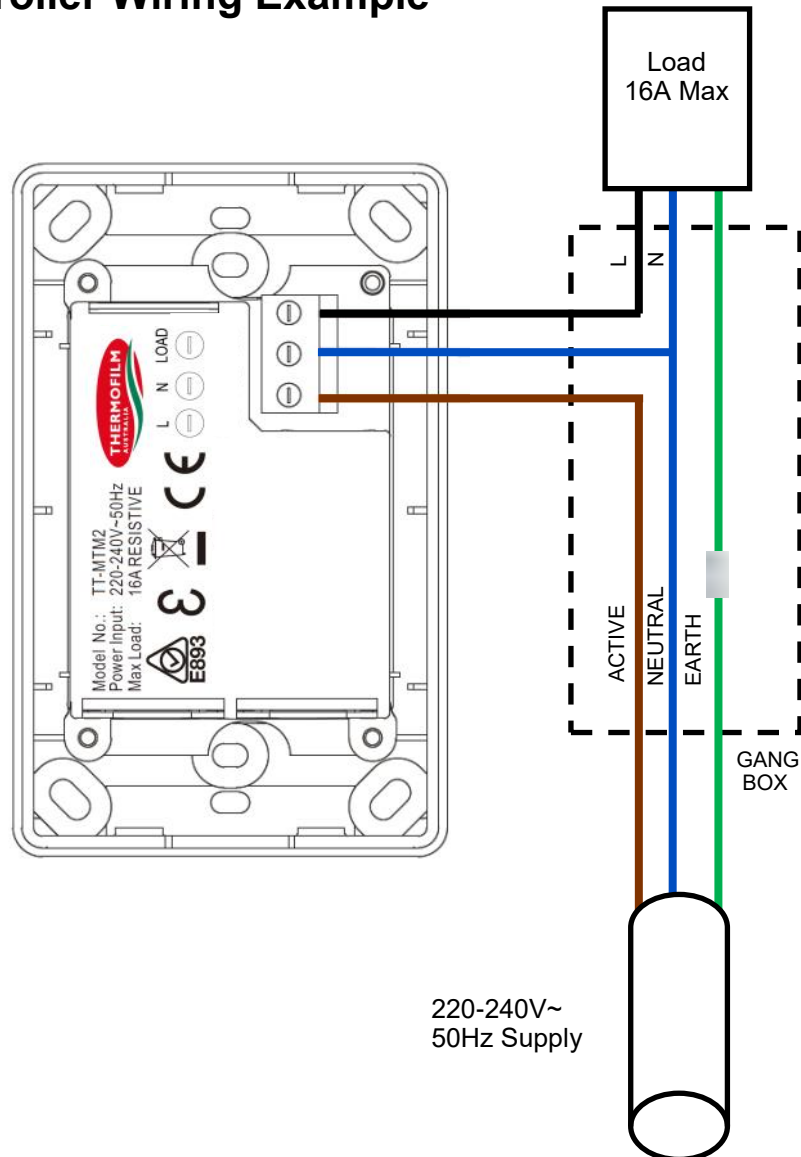 roller Wiring Example
Load
16A Max
L
N
THERMOFILM
AUSTRALIA
L N LOAD
CE
Model No.: TT-MTM2
Power Input: 220-240V~50Hz
Max Load: 16A RESISTIVE
E893
ACTIVE
NEUTRAL
EARTH
GANG
BOX
220-240V~
50Hz Supply